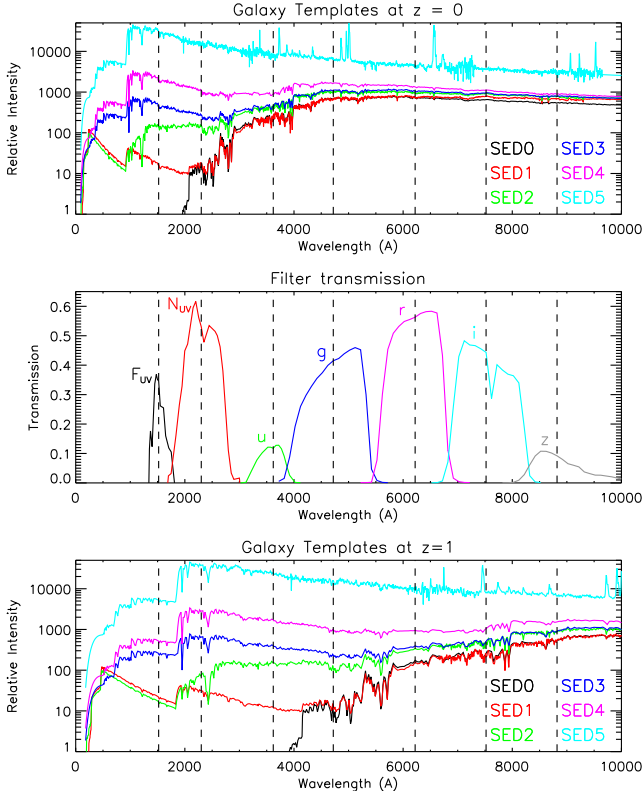 Galaxy Templates at z = 0
Relative Intensity
10000
1000
100
10
1
SED0 SED3
SED1 SED4
SED2 SED5
0 2000 4000 6000 8000 10000
Wavelength (A)
Filter transmission
Transmission
0.6
0.5
0.4
0.3
0.2
0.1
0.0
FUV
NUV
u
g
r
i
z
0 2000 4000 6000 8000 10000
Wavelength (A)
Galaxy Templates at z=1
Relative Intensity
10000
1000
100
10
1
SED0 SED3
SED1 SED4
SED2 SED5
0 2000 4000 6000 8000 10000
Wavelength (A)